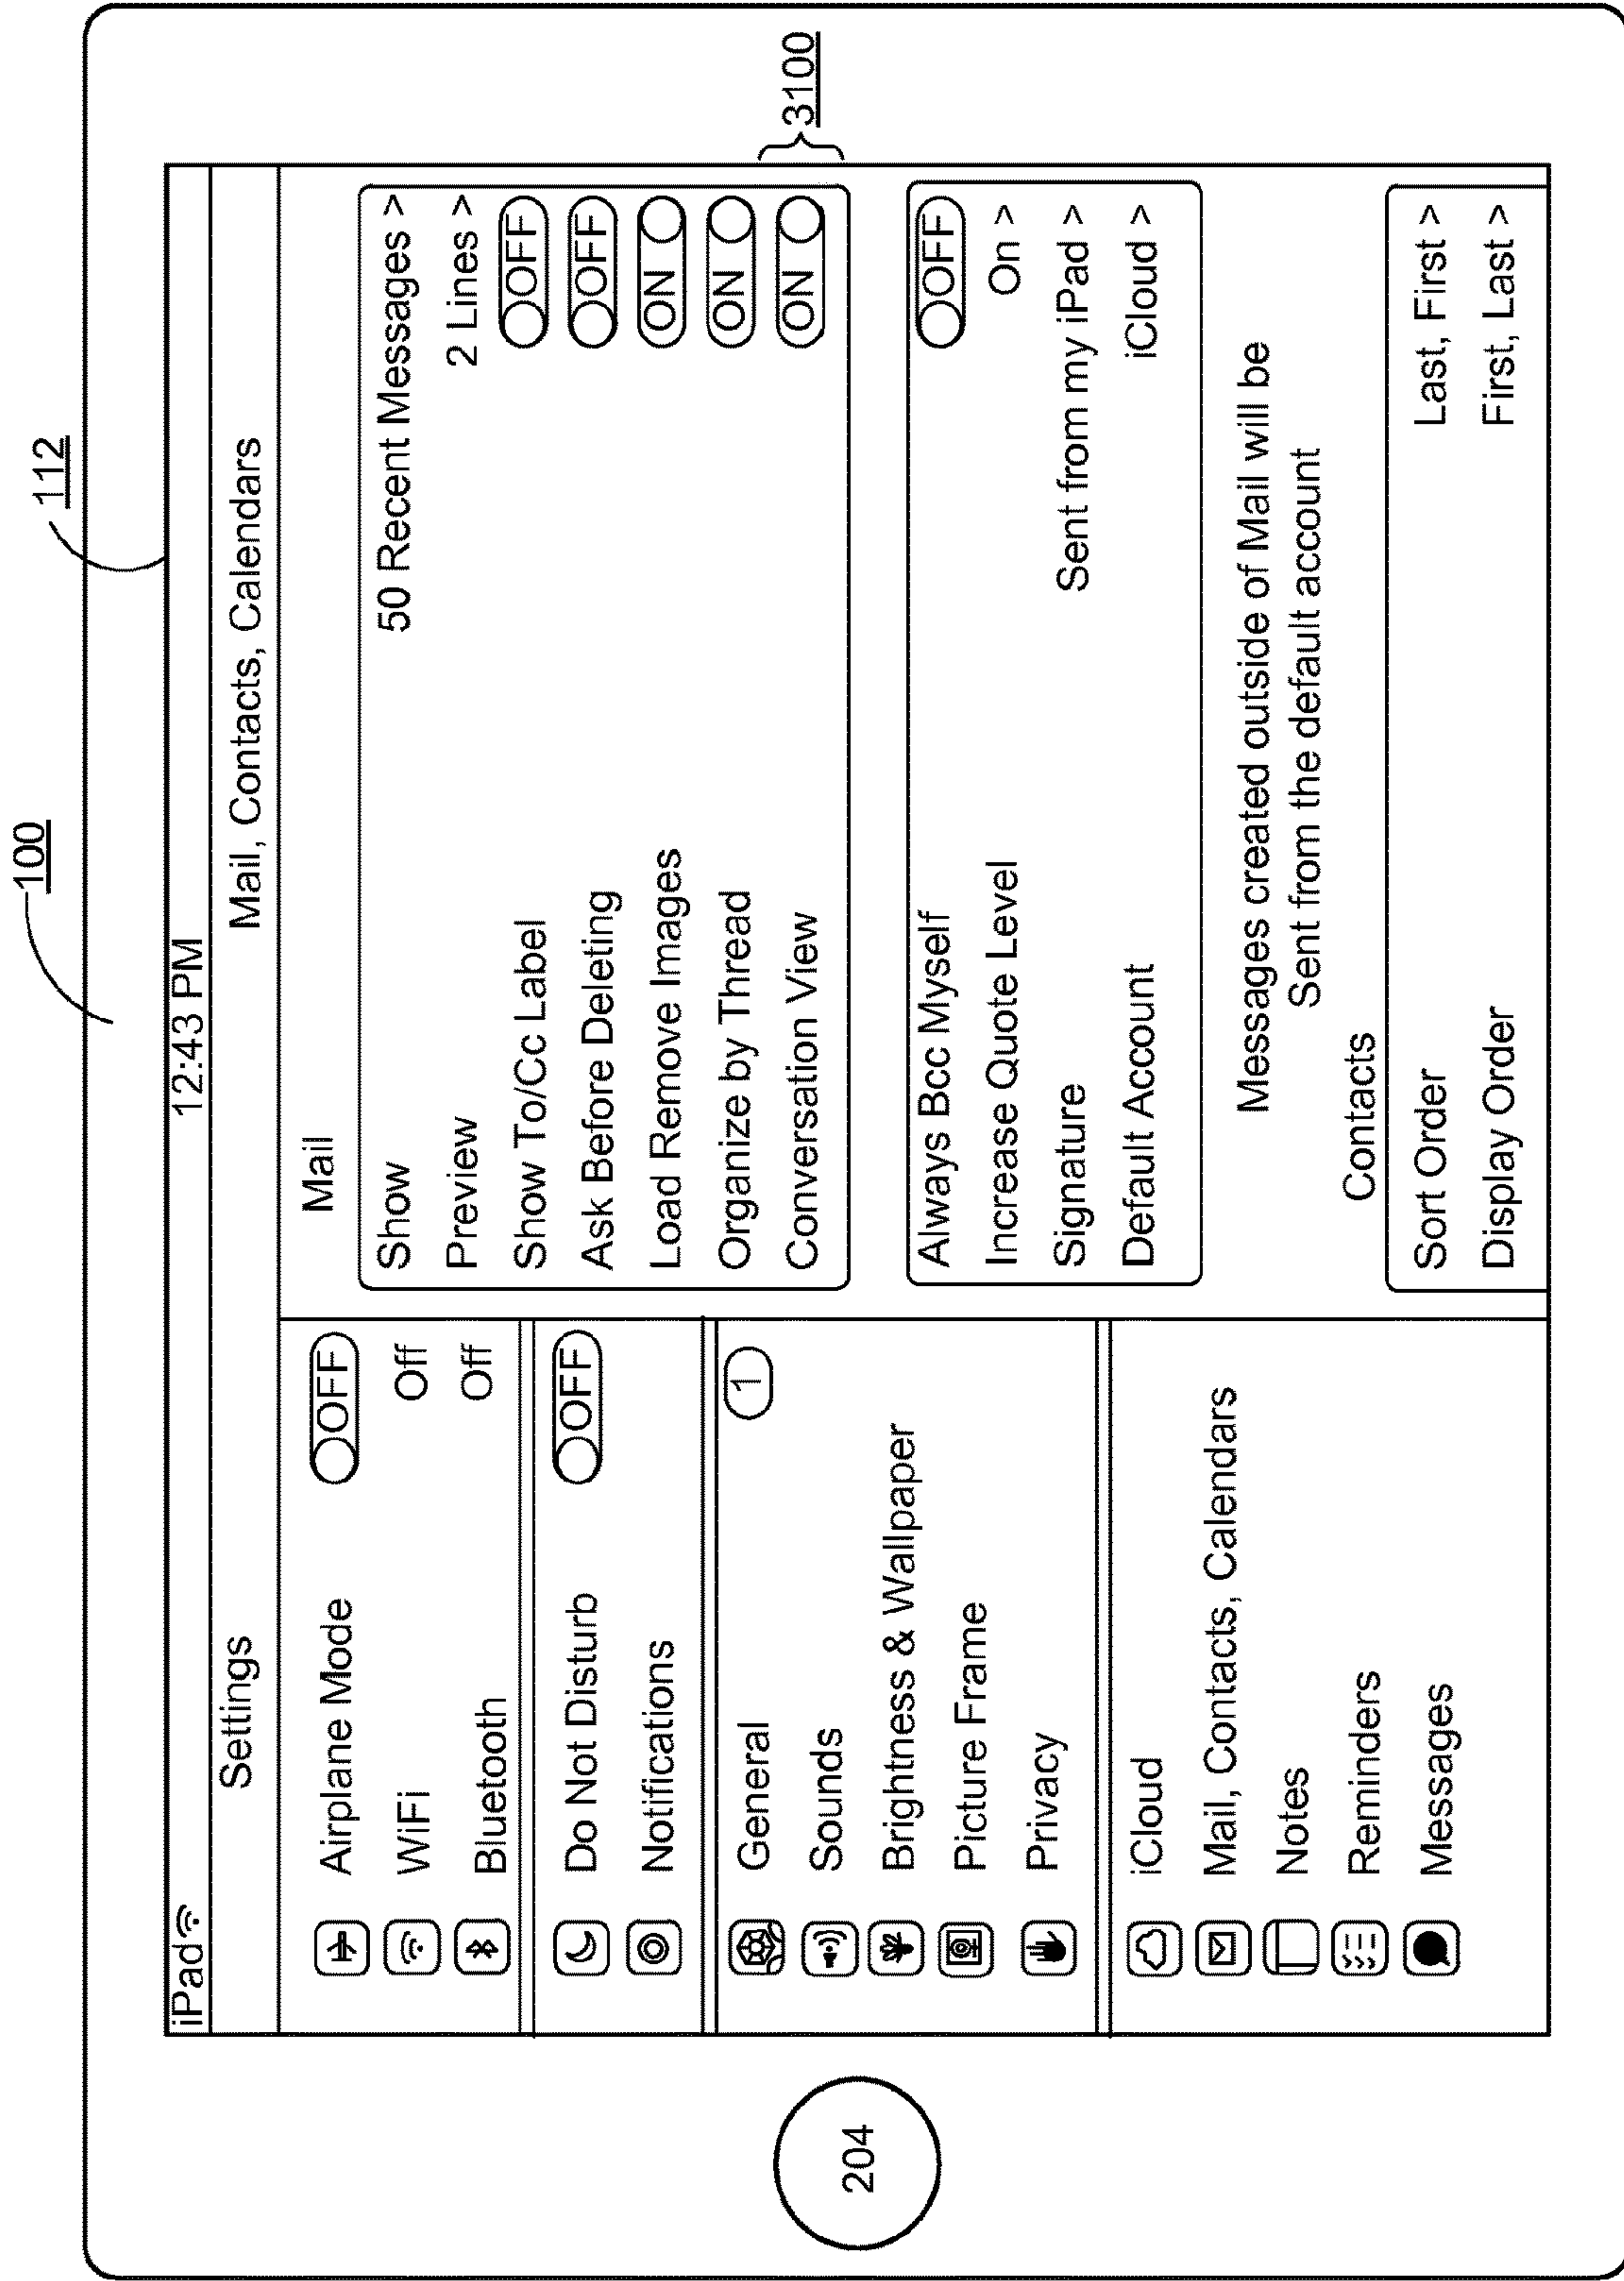 100
112
iPad 12:43 PM
Settings
Mail, Contacts, Calendars
Airplane Mode OFF
WiFi Off
Bluetooth Off
Do Not Disturb OFF
Notifications
General 1
Sounds
Brightness & Wallpaper
Picture Frame
Privacy
iCloud
Mail, Contacts, Calendars
Notes
Reminders
Messages
Mail
Show 50 Recent Messages >
Preview 2 Lines >
Show To/Cc Label OFF
Ask Before Deleting OFF
Load Remove Images ON
Organize by Thread ON
Conversation View ON
3100
Always Bcc Myself OFF
Increase Quote Level On >
Signature Sent from my iPad >
Default Account iCloud >
Messages created outside of Mail will be
Sent from the default account
Contacts
Sort Order Last, First >
Display Order First, Last >
204